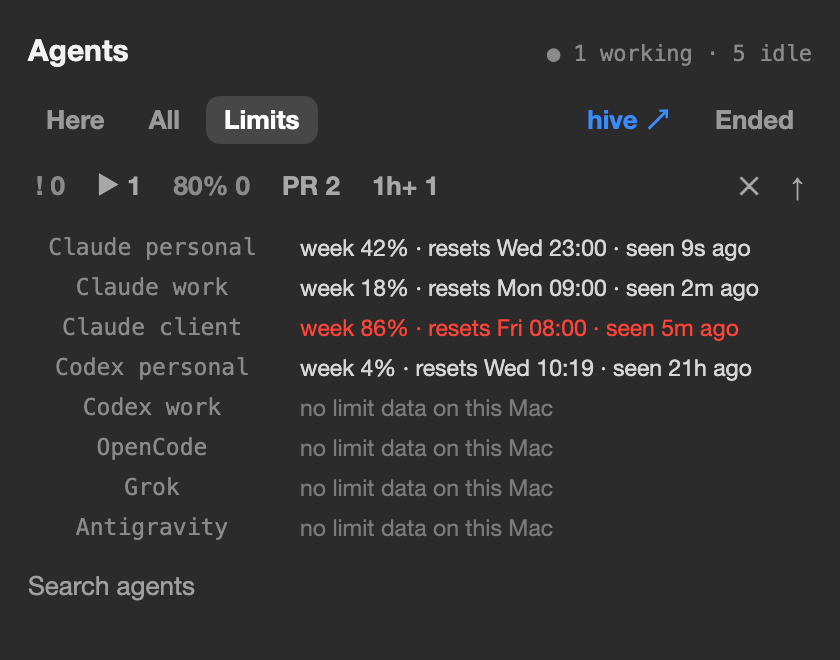 Agents
● 1 working · 5 idle
Here All Limits hive ↗ Ended
! 0 ▶ 1 80% 0 PR 2 1h+ 1 × ↑
Claude personal week 42% · resets Wed 23:00 · seen 9s ago
Claude work week 18% · resets Mon 09:00 · seen 2m ago
Claude client week 86% · resets Fri 08:00 · seen 5m ago
Codex personal week 4% · resets Wed 10:19 · seen 21h ago
Codex work no limit data on this Mac
OpenCode no limit data on this Mac
Grok no limit data on this Mac
Antigravity no limit data on this Mac
Search agents